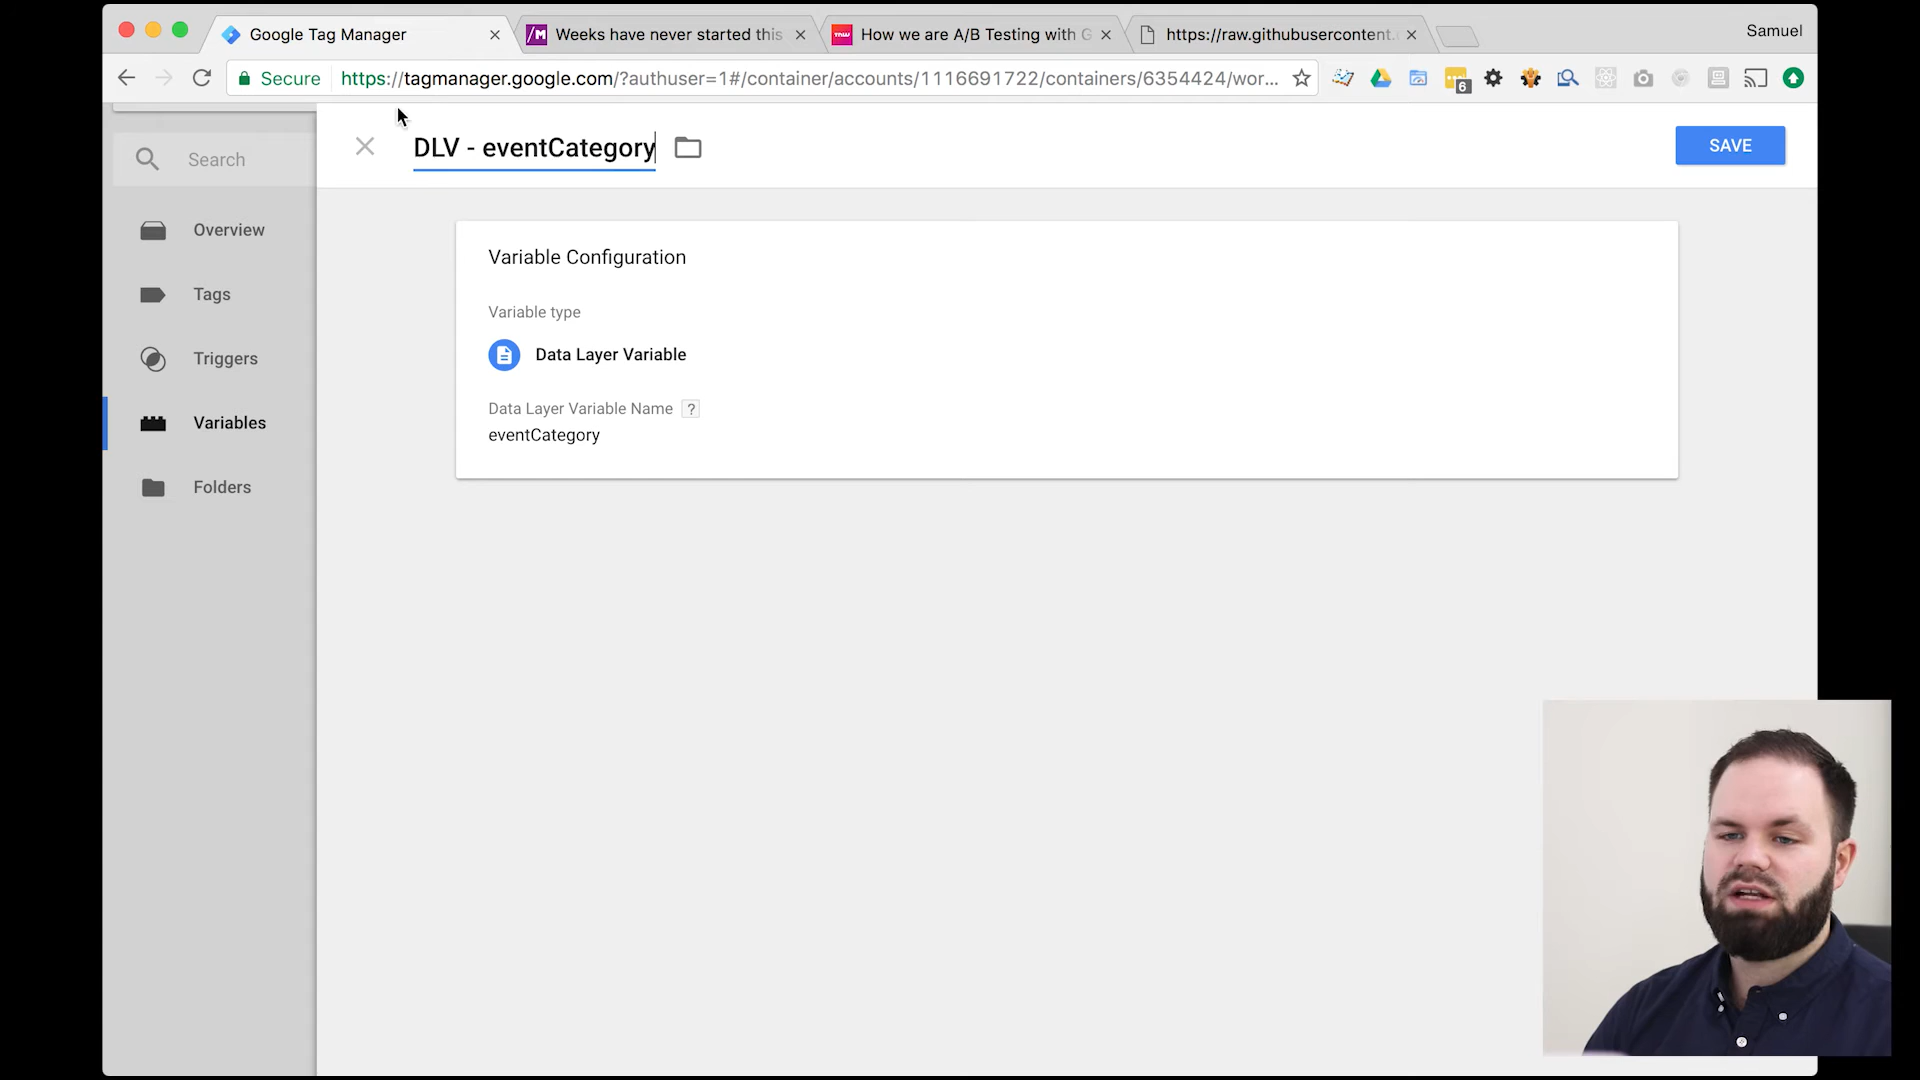 Google Tag Manager
Weeks have never started this
How we are A/B Testing with G
https://raw.githubusercontent.
Samuel
Secure
https://tagmanager.google.com/?authuser=1#/container/accounts/1116691722/containers/6354424/wor...
6
Search
DLV - eventCategory
SAVE
Overview
Tags
Triggers
Variables
Folders
Variable Configuration
Variable type
Data Layer Variable
Data Layer Variable Name ?
eventCategory